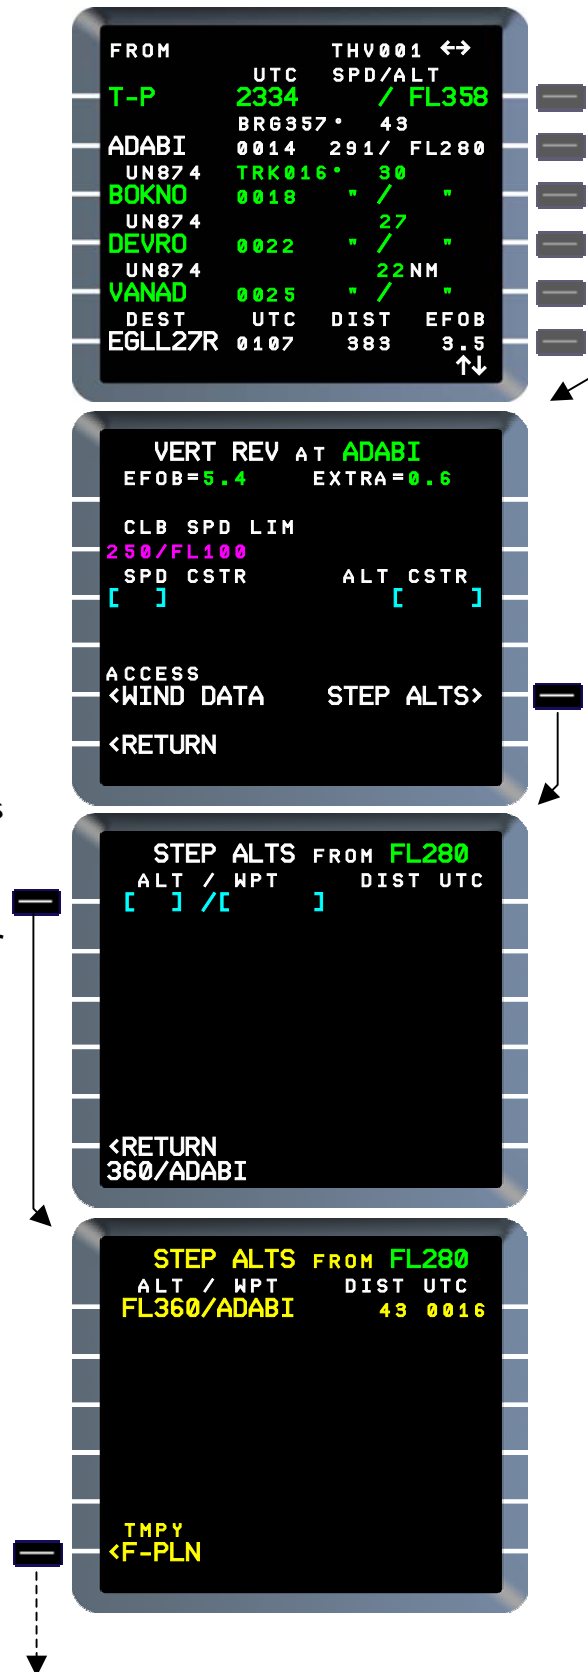 FROM THV001 ↔
UTC SPD/ALT
T-P 2334 / FL358
BRG357° 43
ADABI 0014 291/ FL280
UN874 TRK016° 30
BOKNO 0018 " / "
UN874 27
DEVRO 0022 " / "
UN874 22NM
VANAD 0025 " / "
DEST UTC DIST EFOB
EGLL27R 0107 383 3.5
↑↓
VERT REV AT ADABI
EFOB=5.4 EXTRA=0.6
CLB SPD LIM
250/FL100
SPD CSTR ALT CSTR
[ ] [ ]
ACCESS
<WIND DATA STEP ALTS>
<RETURN
STEP ALTS FROM FL280
ALT / WPT DIST UTC
[ ] /[ ]
<RETURN
360/ADABI
STEP ALTS FROM FL280
ALT / WPT DIST UTC
FL360/ADABI 43 0016
TMPY
<F-PLN